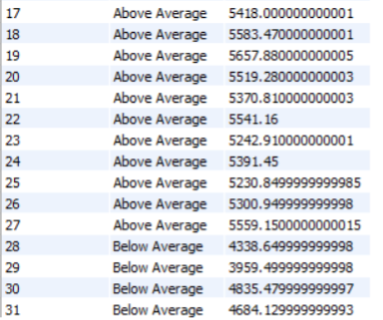 17 Above Average 5418.000000000001
18 Above Average 5583.470000000001
19 Above Average 5657.880000000005
20 Above Average 5519.280000000003
21 Above Average 5370.810000000003
22 Above Average 5541.16
23 Above Average 5242.910000000001
24 Above Average 5391.45
25 Above Average 5230.8499999999985
26 Above Average 5300.949999999998
27 Above Average 5559.1500000000015
28 Below Average 4338.649999999998
29 Below Average 3959.499999999998
30 Below Average 4835.479999999997
31 Below Average 4684.129999999993